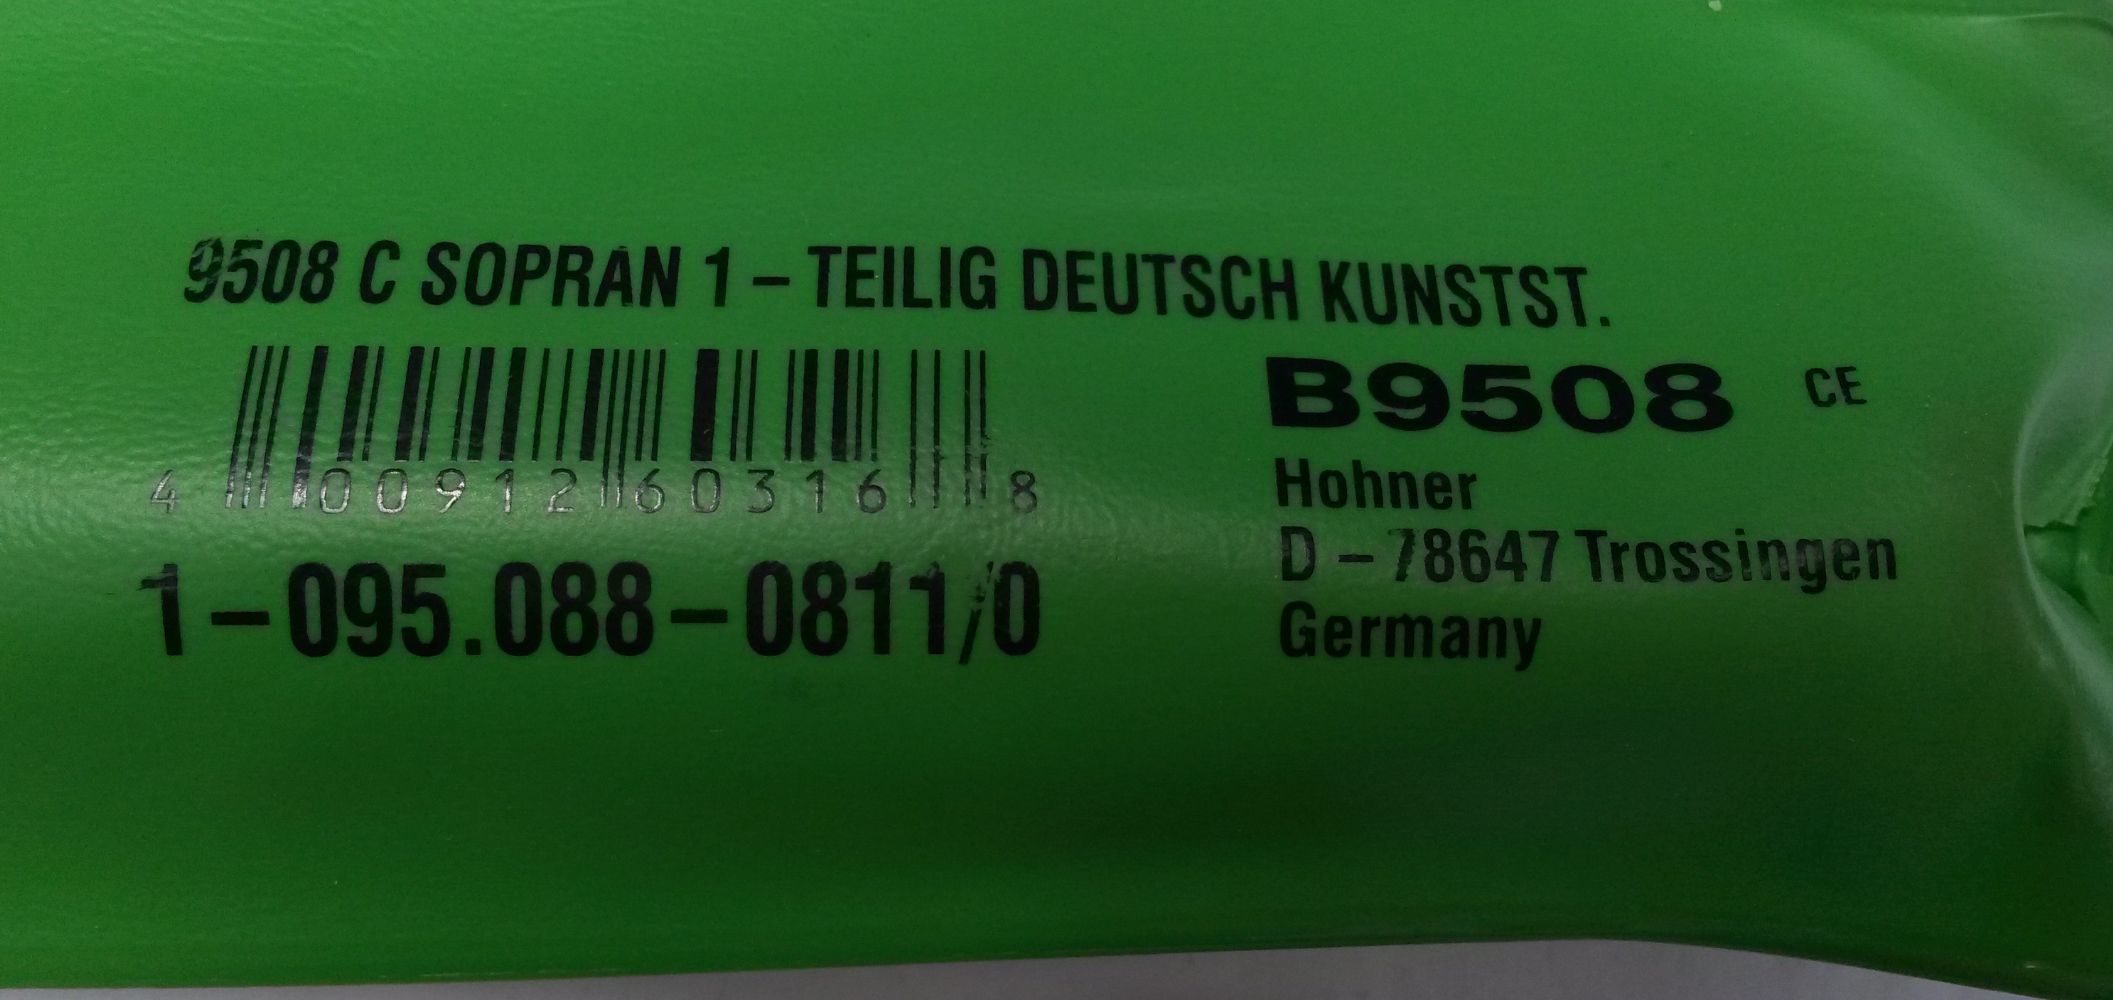 9508 C SOPRAN 1 – TEILIG DEUTSCH KUNSTST.
4 009126 031668
1 – 095.088 – 0811/0
B9508 CE
Hohner
D – 78647 Trossingen
Germany